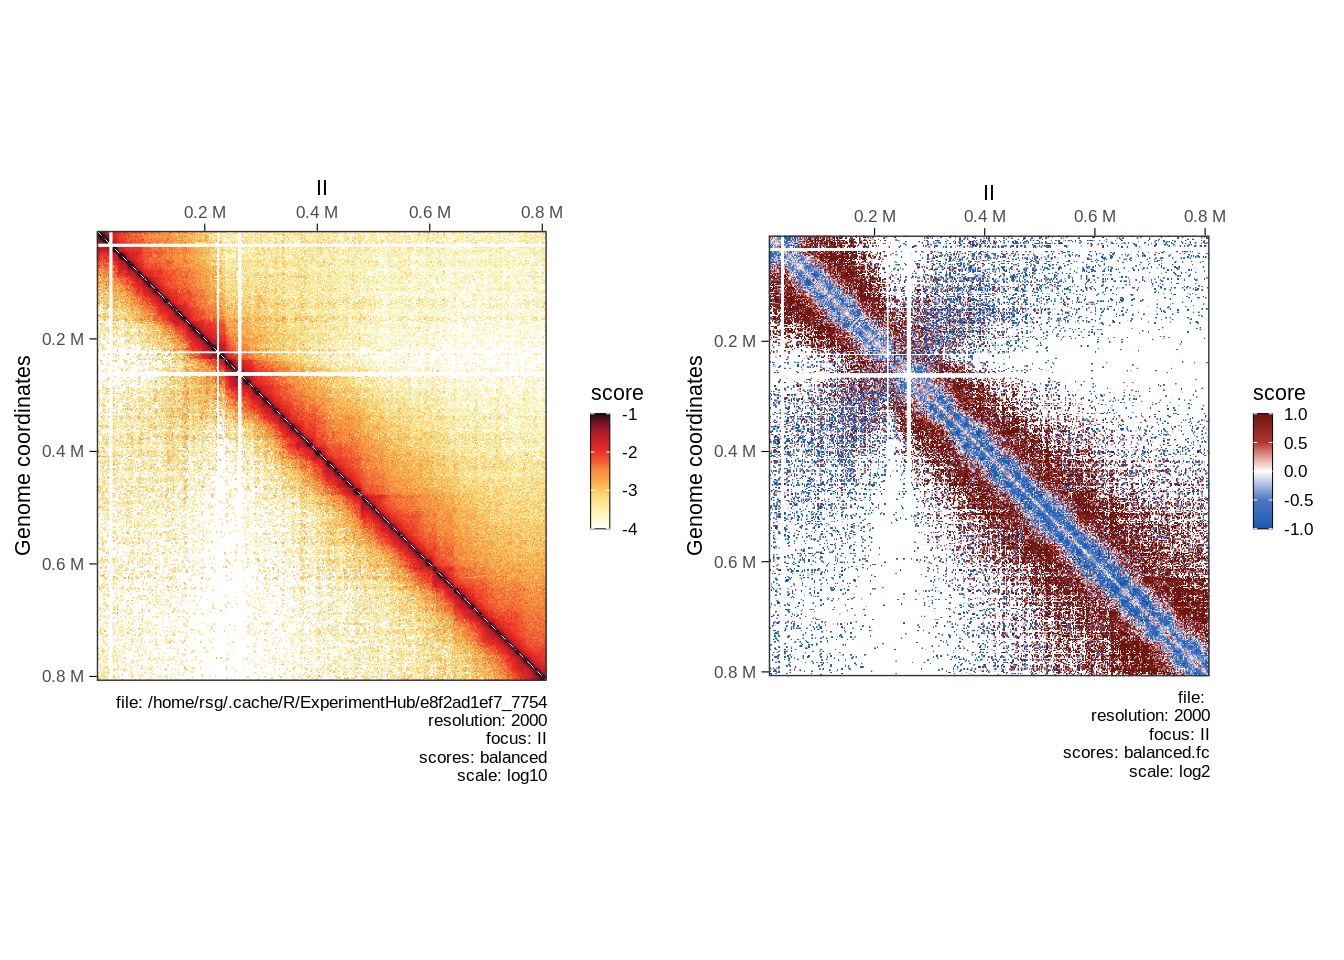 II
0.2 M 0.4 M 0.6 M 0.8 M
Genome coordinates
0.2 M
0.4 M
0.6 M
0.8 M
score
-1
-2
-3
-4
file: /home/rsg/.cache/R/ExperimentHub/e8f2ad1ef7_7754
resolution: 2000
focus: II
scores: balanced
scale: log10
II
0.2 M 0.4 M 0.6 M 0.8 M
Genome coordinates
0.2 M
0.4 M
0.6 M
0.8 M
score
1.0
0.5
0.0
-0.5
-1.0
file:
resolution: 2000
focus: II
scores: balanced.fc
scale: log2